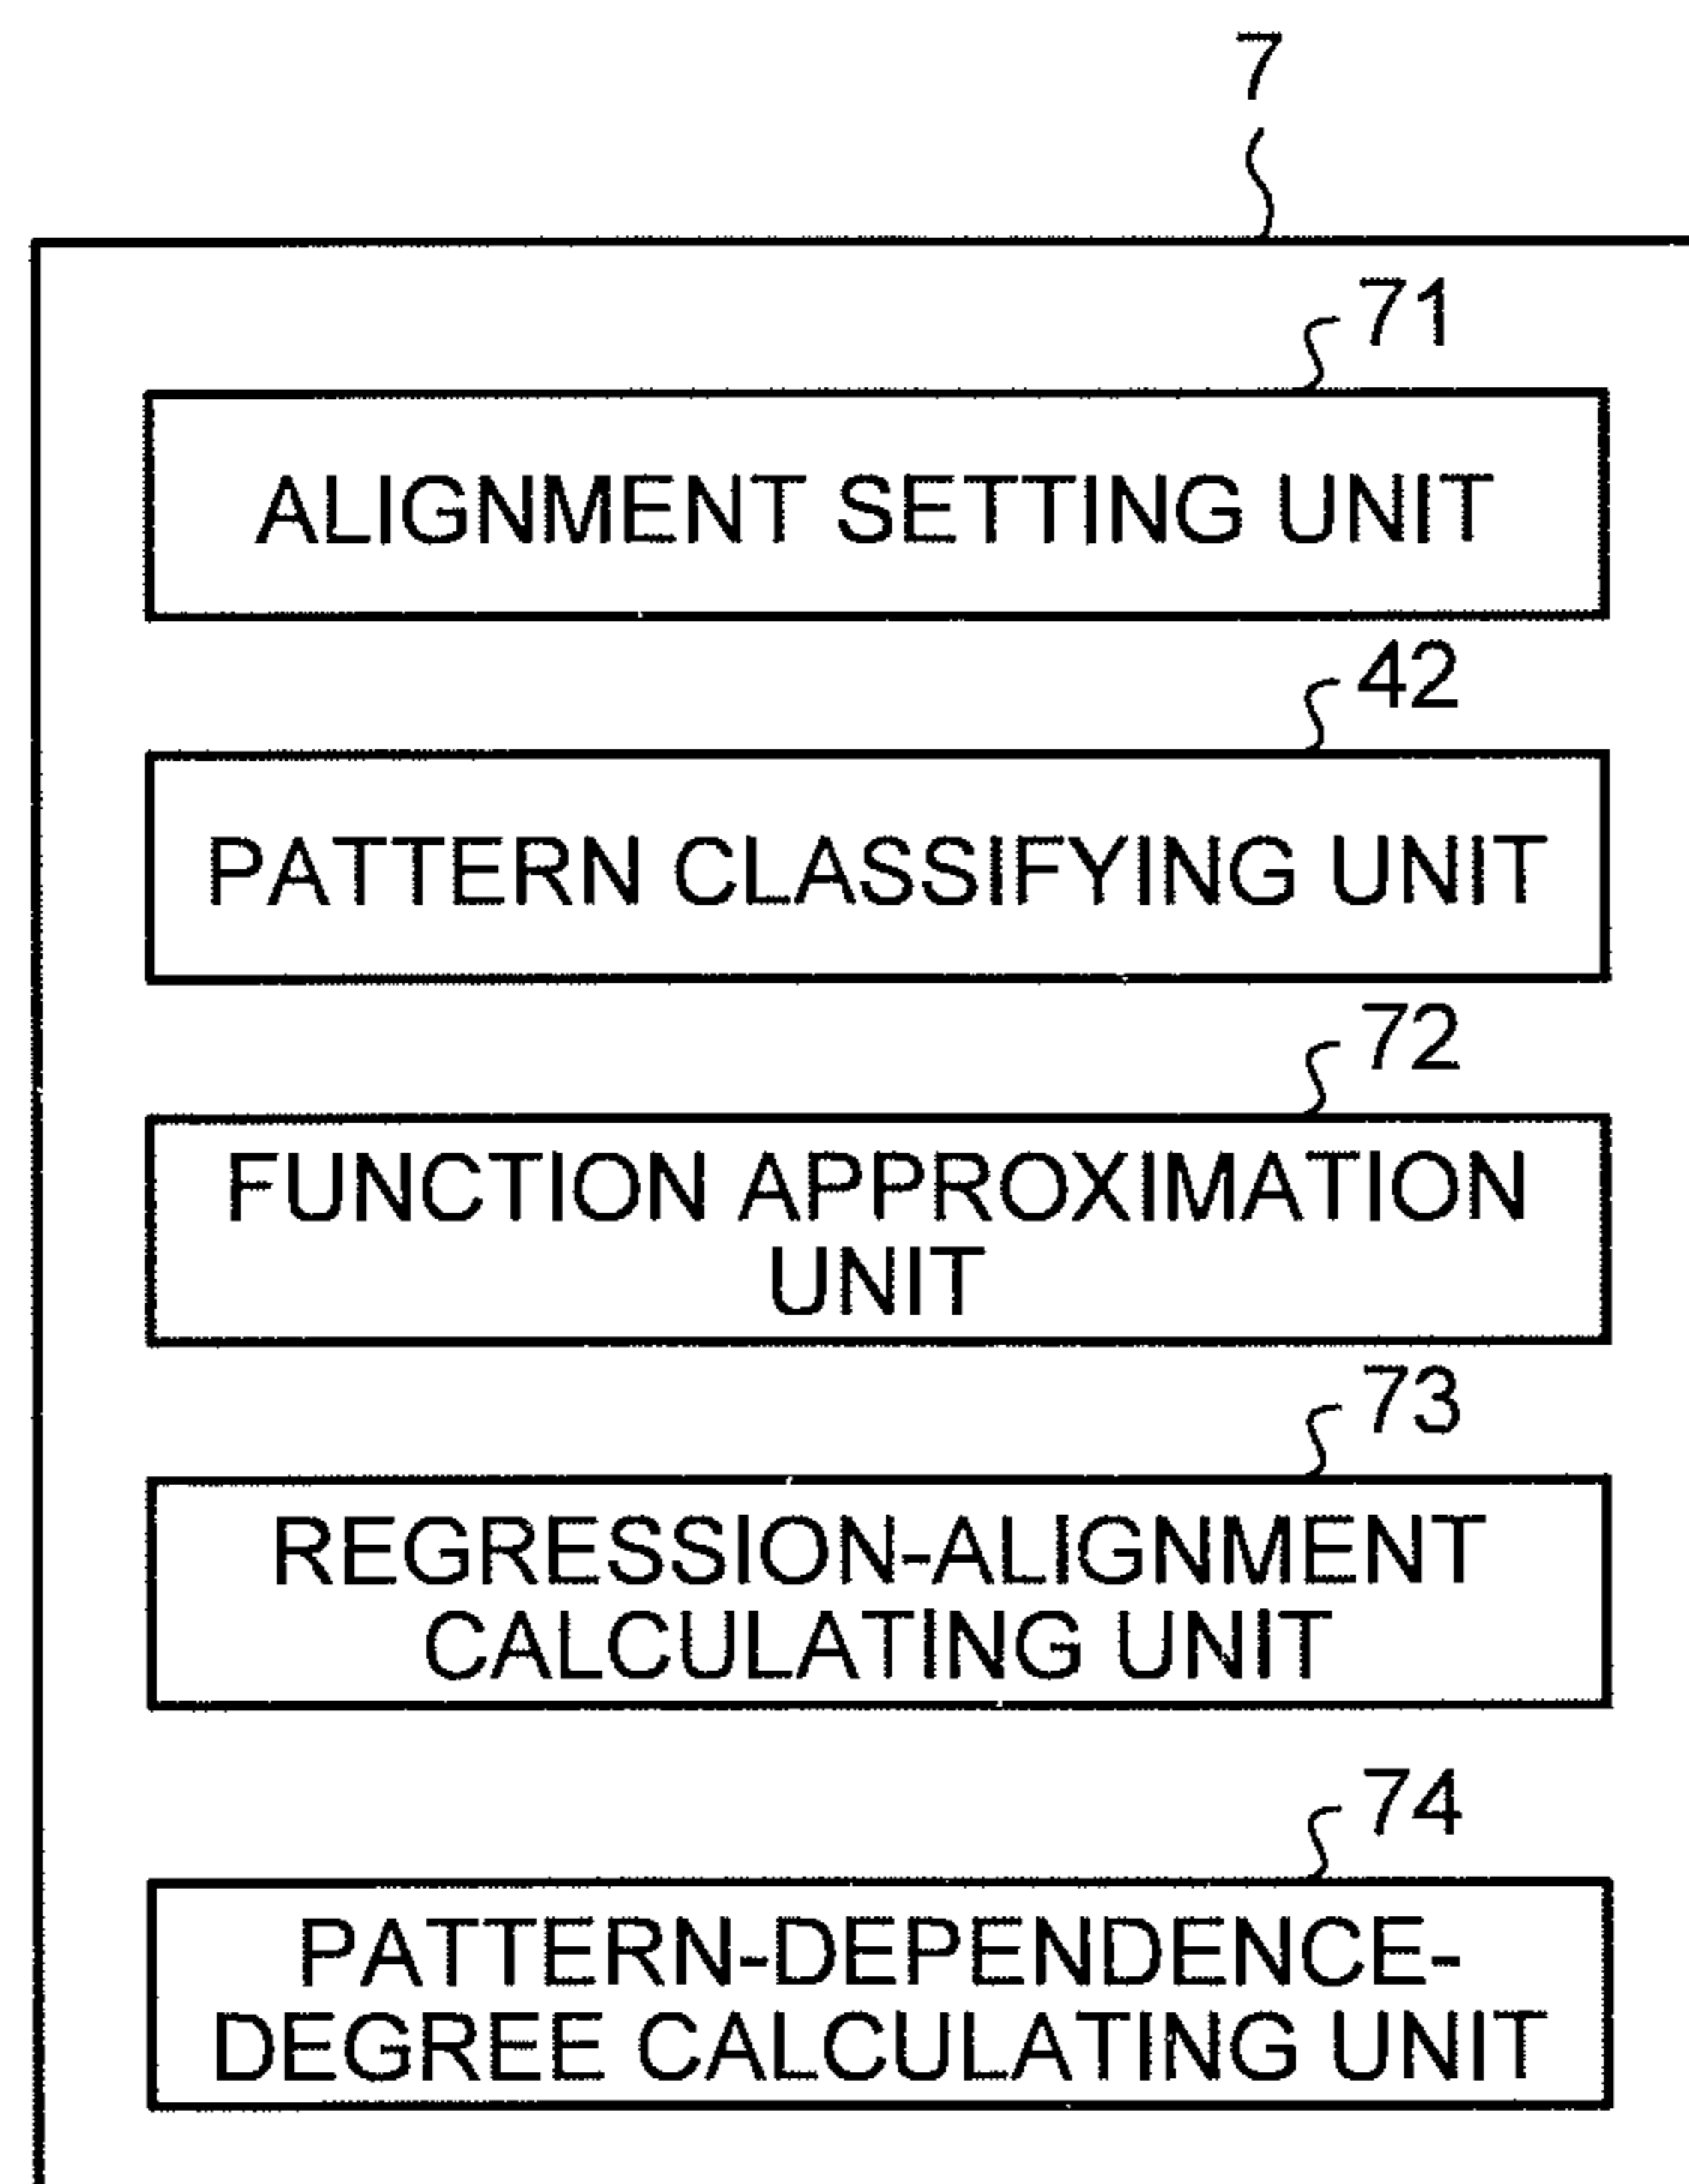 7
71
ALIGNMENT SETTING UNIT
42
PATTERN CLASSIFYING UNIT
72
FUNCTION APPROXIMATION
UNIT
73
REGRESSION-ALIGNMENT
CALCULATING UNIT
74
PATTERN-DEPENDENCE-
DEGREE CALCULATING UNIT